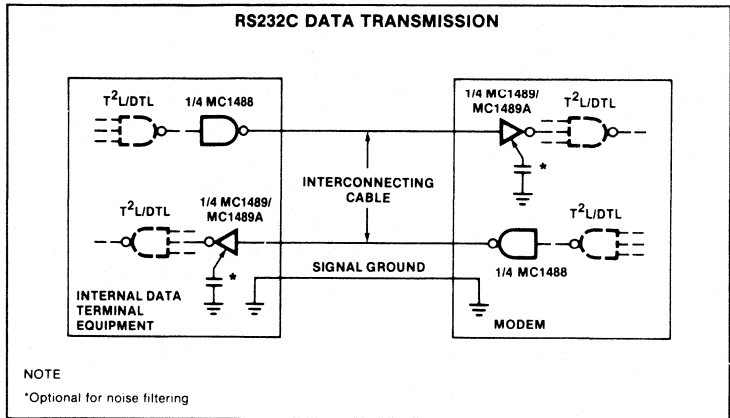 RS232C DATA TRANSMISSION
T²L/DTL
1/4 MC1488
1/4 MC1489/
MC1489A
T²L/DTL
*
INTERCONNECTING
CABLE
T²L/DTL
1/4 MC1489/
MC1489A
T²L/DTL
1/4 MC1488
*
SIGNAL GROUND
INTERNAL DATA
TERMINAL
EQUIPMENT
MODEM
NOTE
*Optional for noise filtering